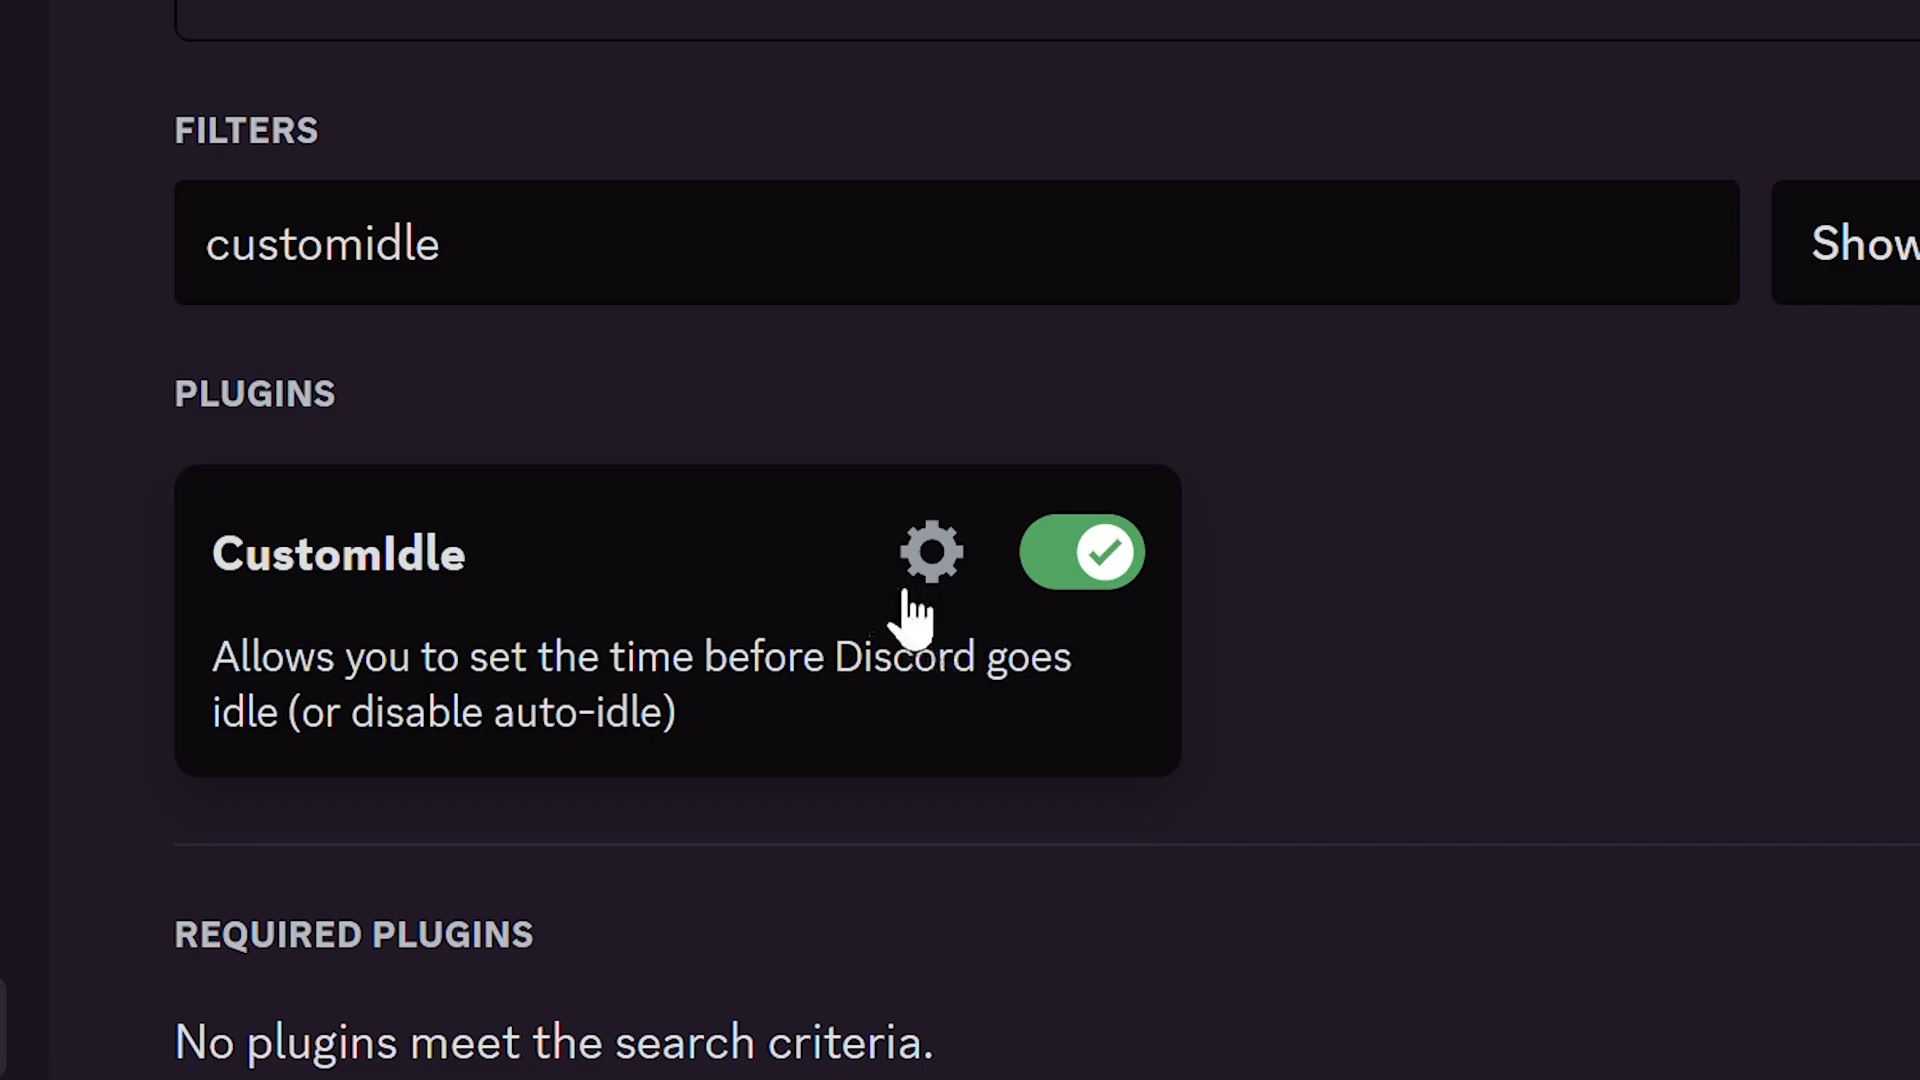 FILTERS
customidle
Show
PLUGINS
CustomIdle
Allows you to set the time before Discord goes
idle (or disable auto-idle)
REQUIRED PLUGINS
No plugins meet the search criteria.